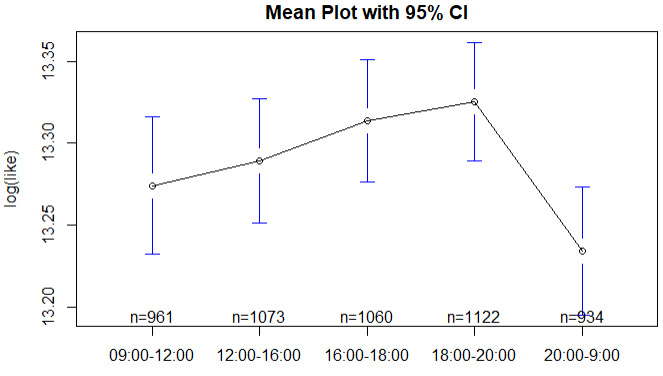 Mean Plot with 95% CI
log(like)
13.35
13.30
13.25
13.20
n=961 n=1073 n=1060 n=1122 n=934
09:00-12:00 12:00-16:00 16:00-18:00 18:00-20:00 20:00-9:00